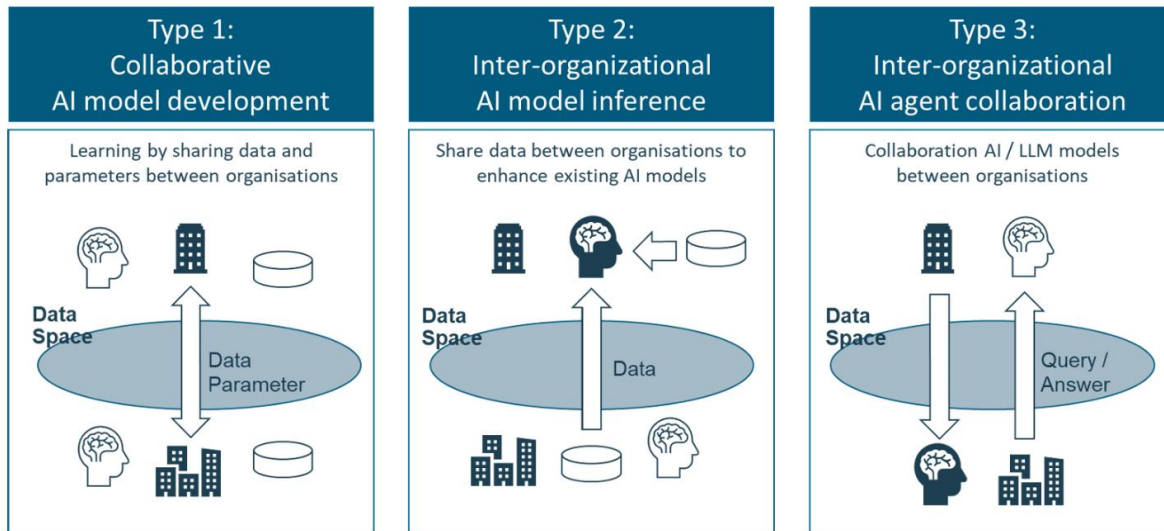 Type 1:
Collaborative
AI model development
Learning by sharing data and
parameters between organisations
Data
Space
Data
Parameter
Type 2:
Inter-organizational
AI model inference
Share data between organisations to
enhance existing AI models
Data
Space
Data
Type 3:
Inter-organizational
AI agent collaboration
Collaboration AI / LLM models
between organisations
Data
Space
Query /
Answer